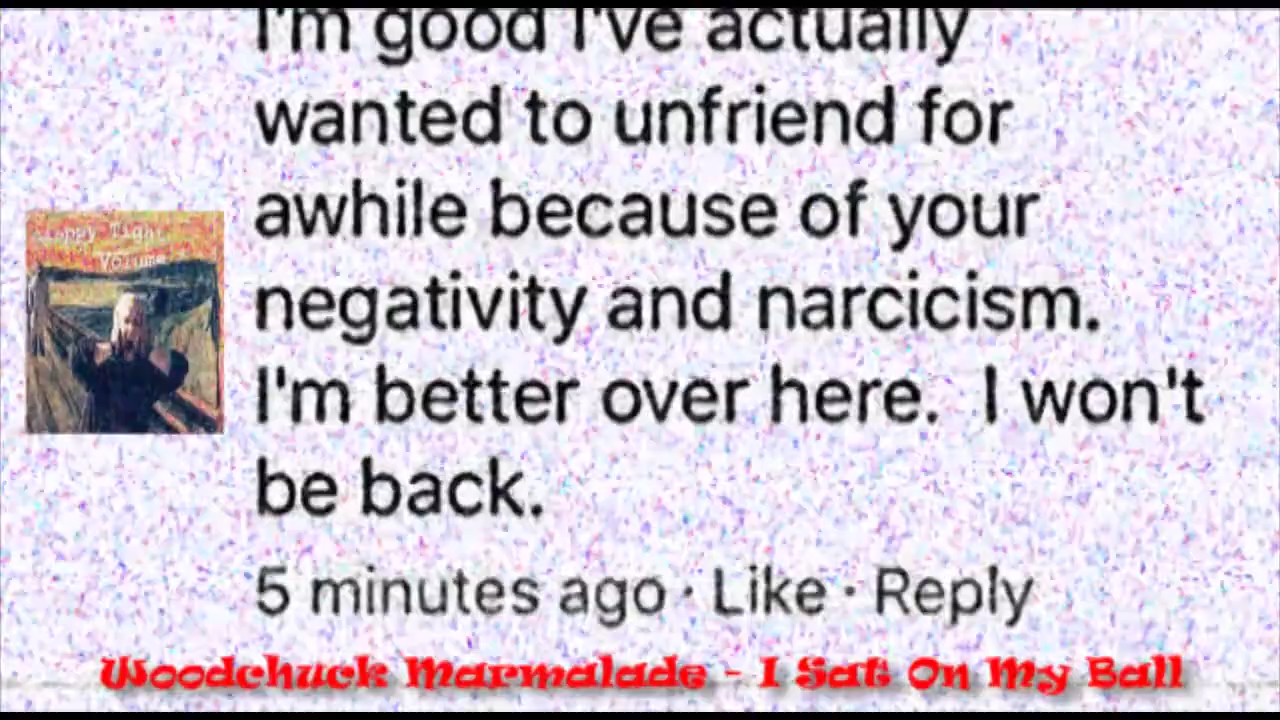 I'm good I've actually
wanted to unfriend for
awhile because of your
negativity and narcicism.
I'm better over here. I won't
be back.
5 minutes ago · Like · Reply
Volume
Woodchuck Marmalade - I Sat On My Ball